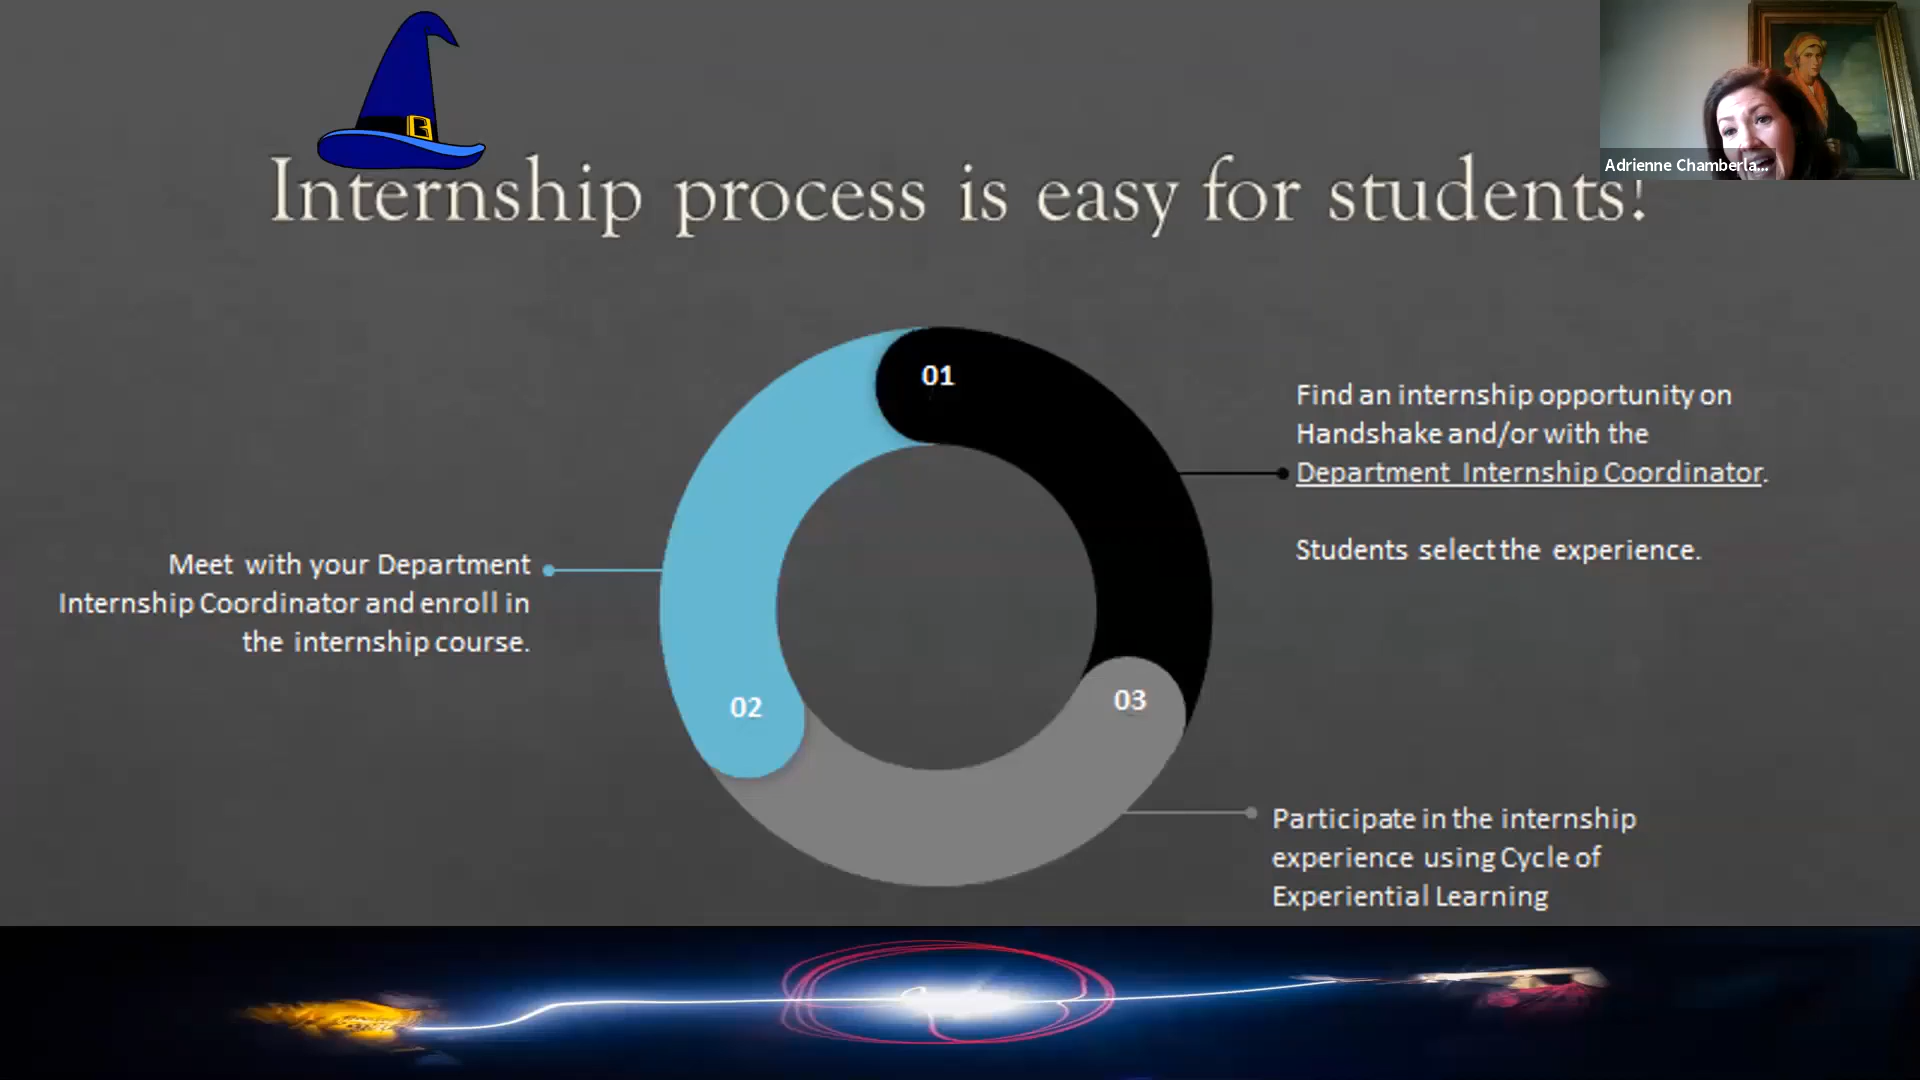 Adrienne Chamberla...
Internship process is easy for students!
01
Find an internship opportunity on
Handshake and/or with the
Department Internship Coordinator.
Students select the experience.
Meet with your Department
Internship Coordinator and enroll in
the internship course.
02
03
Participate in the internship
experience using Cycle of
Experiential Learning